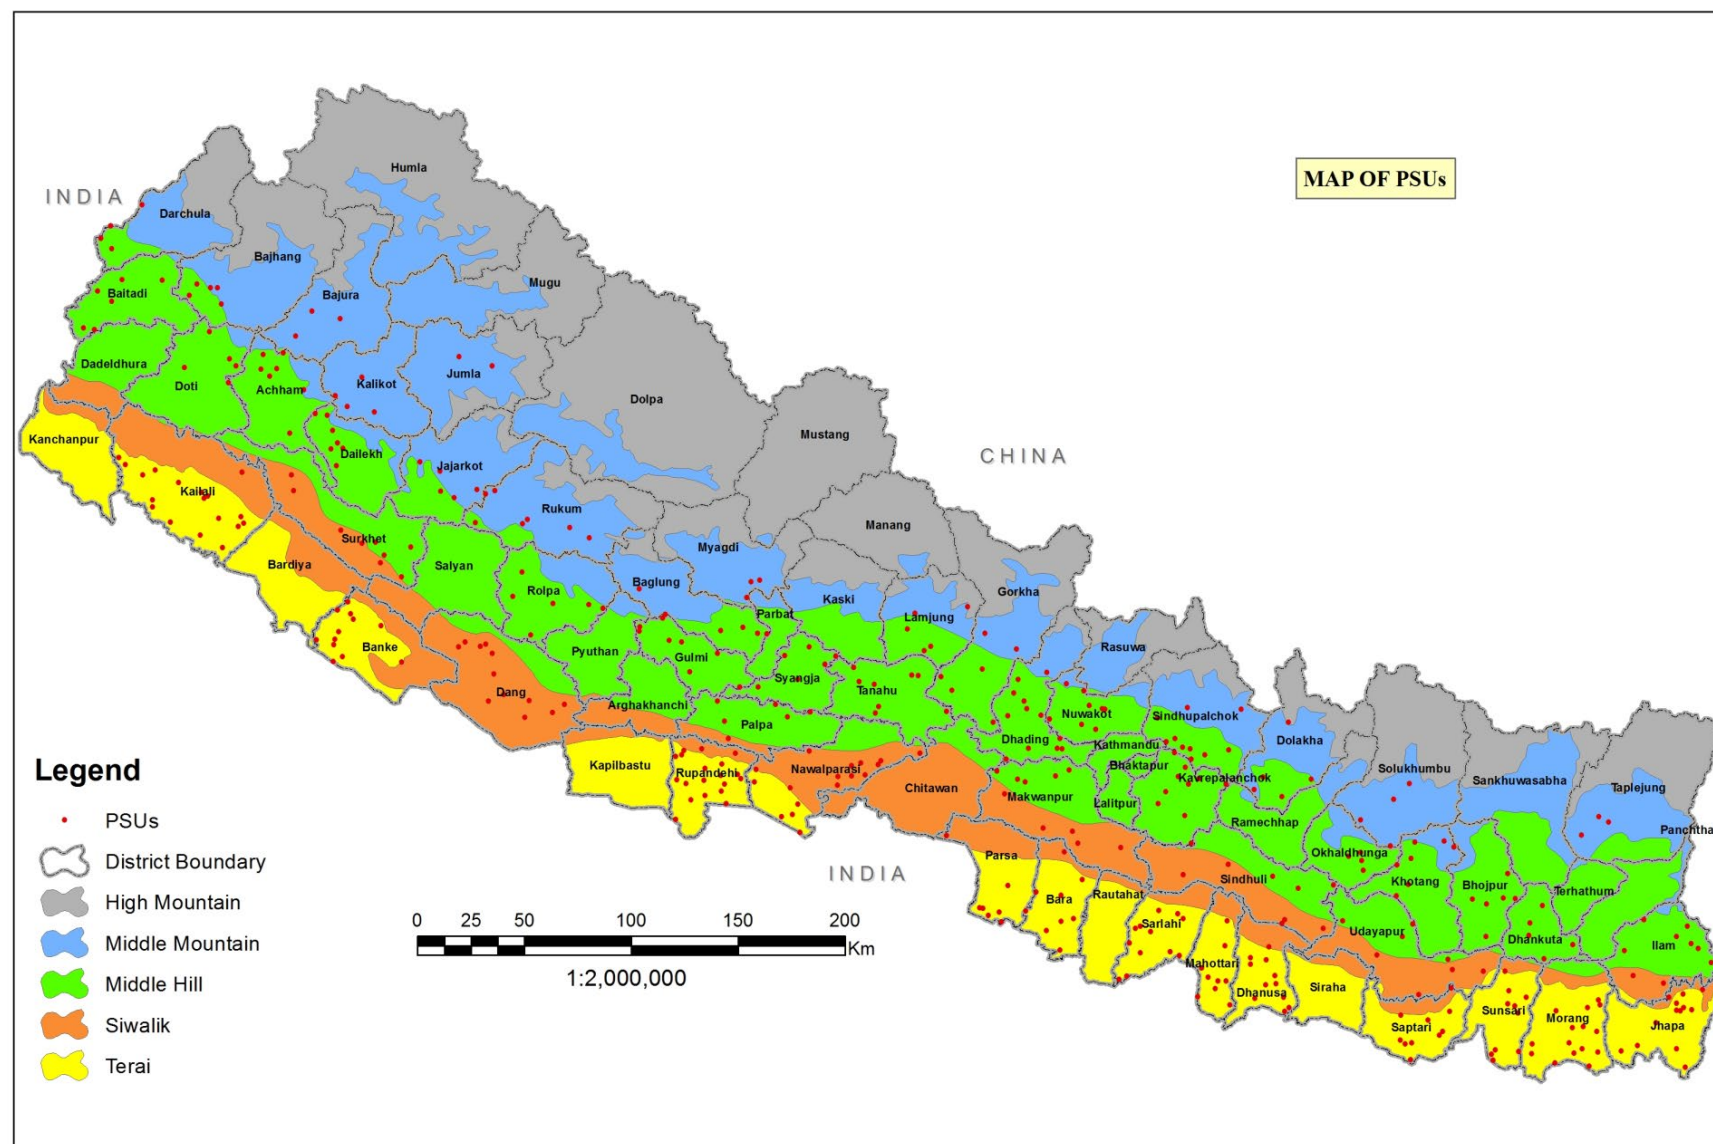 MAP OF PSUs
INDIA
CHINA
INDIA
Humla
Darchula
Bajhang
Mugu
Bajura
Baitadi
Dadeldhura
Doti
Achham
Kalikot
Jumla
Dolpa
Mustang
Kanchanpur
Dailekh
Jajarkot
Kailali
Rukum
Manang
Surkhet
Myagdi
Bardiya
Salyan
Baglung
Rolpa
Kaski
Gorkha
Parbat
Lamjung
Banke
Pyuthan
Gulmi
Rasuwa
Syangja
Dang
Tanahu
Arghakhanchi
Nuwakot
Sindhupalchok
Palpa
Dhading
Kathmandu
Dolakha
Kapilbastu
Rupandehi
Nawalparasi
Bhaktapur
Kavrepalanchok
Solukhumbu
Sankhuwasabha
Chitawan
Makwanpur
Lalitpur
Taplejung
Ramechhap
Panchtha
Parsa
Okhaldhunga
Sindhuli
Khotang
Bhojpur
Terhathum
Bara
Rautahat
Sarlahi
Udayapur
Dhankuta
Ilam
Mahottari
Dhanusa
Siraha
Saptari
Sunsari
Morang
Jhapa
Legend
PSUs
District Boundary
High Mountain
Middle Mountain
Middle Hill
Siwalik
Terai
0 25 50 100 150 200
Km
1:2,000,000